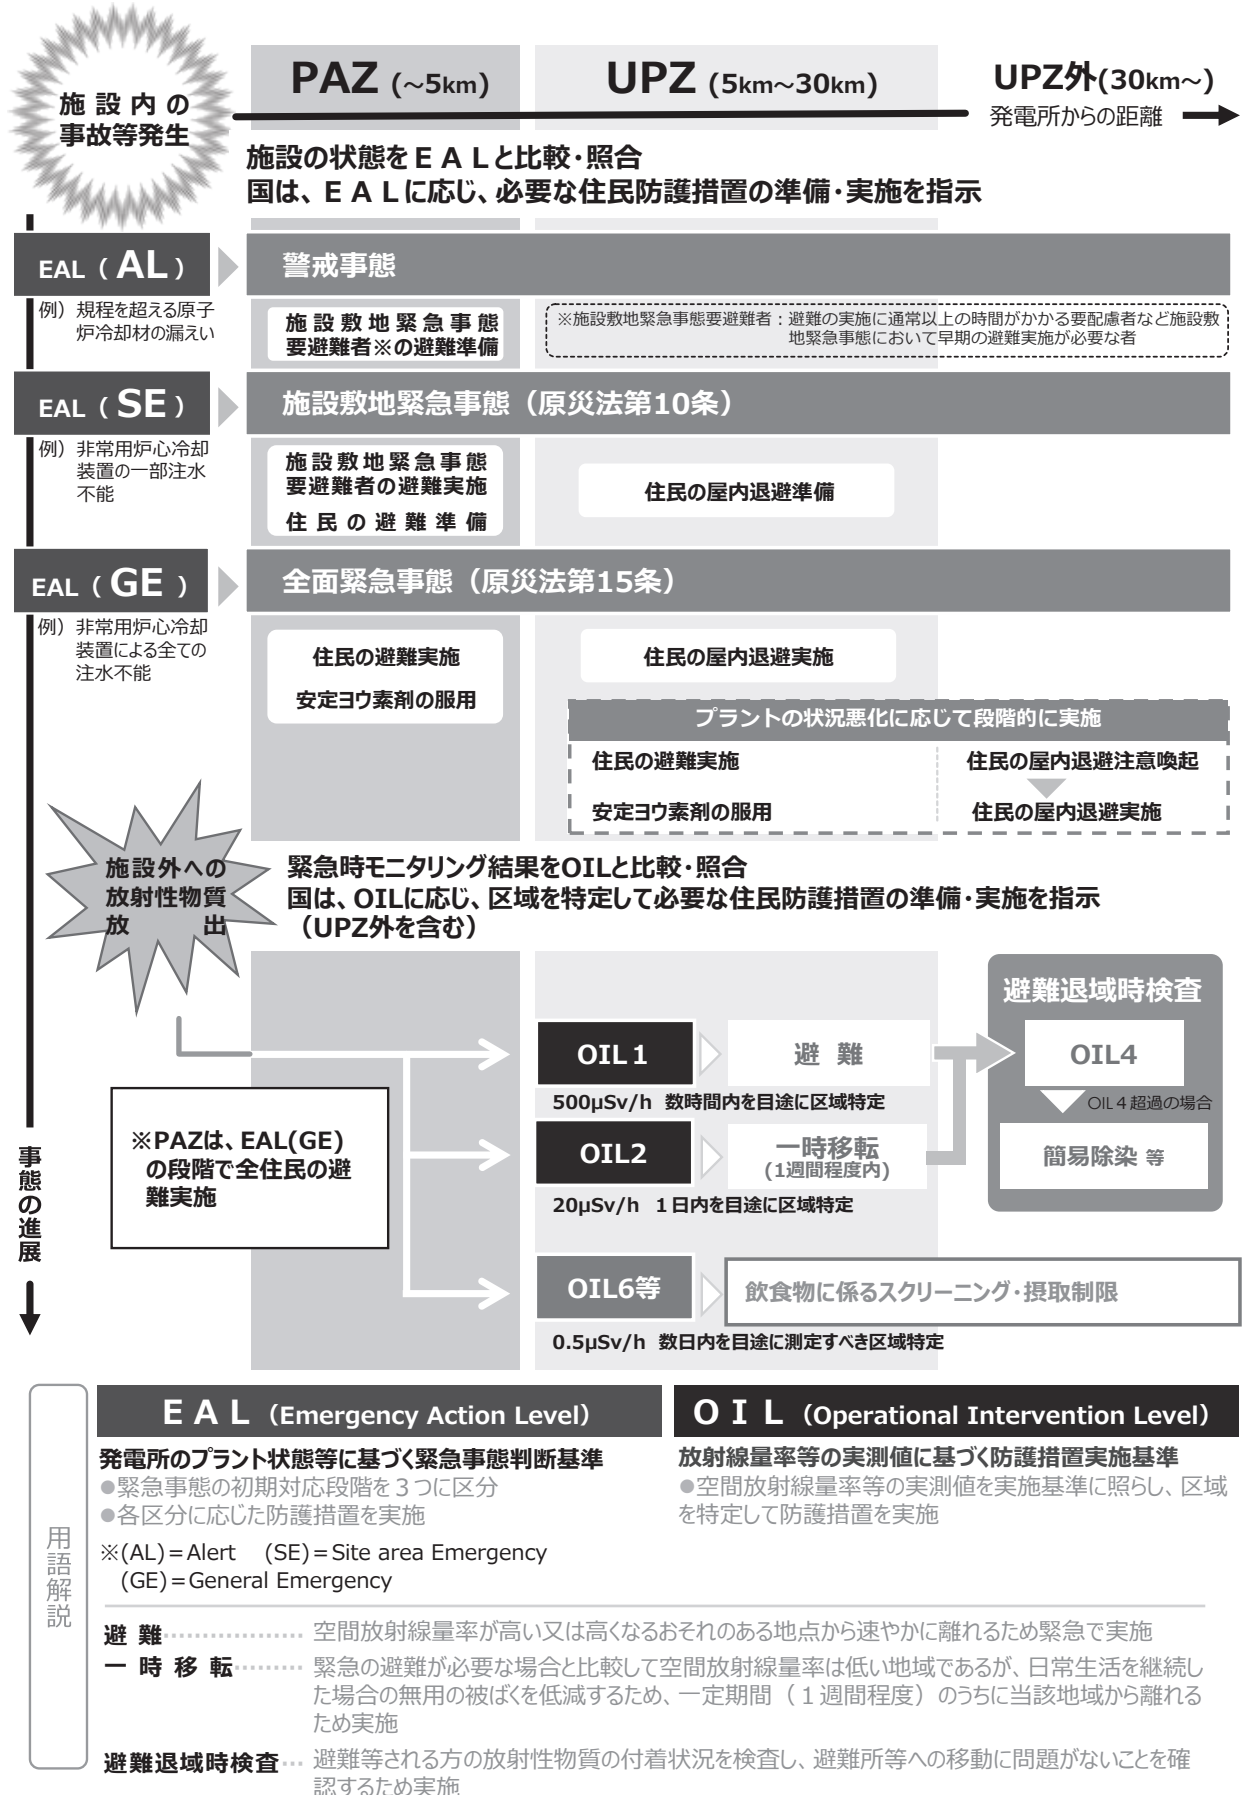 施設内の
事故等発生
PAZ (～5km)
UPZ (5km～30km)
UPZ外(30km～)
発電所からの距離
施設の状態をＥＡＬと比較・照合
国は、ＥＡＬに応じ、必要な住民防護措置の準備・実施を指示
EAL（AL）
警戒事態
例）規程を超える原子
炉冷却材の漏えい
施設敷地緊急事態
要避難者※の避難準備
※施設敷地緊急事態要避難者：避難の実施に通常以上の時間がかかる要配慮者など施設敷
地緊急事態において早期の避難実施が必要な者
EAL（SE）
施設敷地緊急事態（原災法第10条）
例）非常用炉心冷却
装置の一部注水
不能
施設敷地緊急事態
要避難者の避難実施
住民の避難準備
住民の屋内退避準備
EAL（GE）
全面緊急事態（原災法第15条）
例）非常用炉心冷却
装置による全ての
注水不能
住民の避難実施
安定ヨウ素剤の服用
住民の屋内退避実施
プラントの状況悪化に応じて段階的に実施
住民の避難実施
住民の屋内退避注意喚起
安定ヨウ素剤の服用
住民の屋内退避実施
施設外への
放射性物質
放出
緊急時モニタリング結果をOILと比較・照合
国は、OILに応じ、区域を特定して必要な住民防護措置の準備・実施を指示
（UPZ外を含む）
避難退域時検査
OIL１
避難
OIL4
500μSv/h 数時間内を目途に区域特定
OIL４超過の場合
※PAZは、EAL(GE)
の段階で全住民の避
難実施
OIL2
一時移転
(1週間程度内)
簡易除染 等
20μSv/h １日内を目途に区域特定
事態の進展
OIL6等
飲食物に係るスクリーニング・摂取制限
0.5μSv/h 数日内を目途に測定すべき区域特定
用語解説
ＥＡＬ（Emergency Action Level）
発電所のプラント状態等に基づく緊急事態判断基準
●緊急事態の初期対応段階を３つに区分
●各区分に応じた防護措置を実施
※(AL)＝Alert (SE)＝Site area Emergency
(GE)＝General Emergency
ＯＩＬ（Operational Intervention Level）
放射線量率等の実測値に基づく防護措置実施基準
●空間放射線量率等の実測値を実施基準に照らし、区域
を特定して防護措置を実施
避難………………空間放射線量率が高い又は高くなるおそれのある地点から速やかに離れるため緊急で実施
一時移転………緊急の避難が必要な場合と比較して空間放射線量率は低い地域であるが、日常生活を継続し
た場合の無用の被ばくを低減するため、一定期間（１週間程度）のうちに当該地域から離れる
ため実施
避難退域時検査…避難等される方の放射性物質の付着状況を検査し、避難所等への移動に問題がないことを確
認するため実施